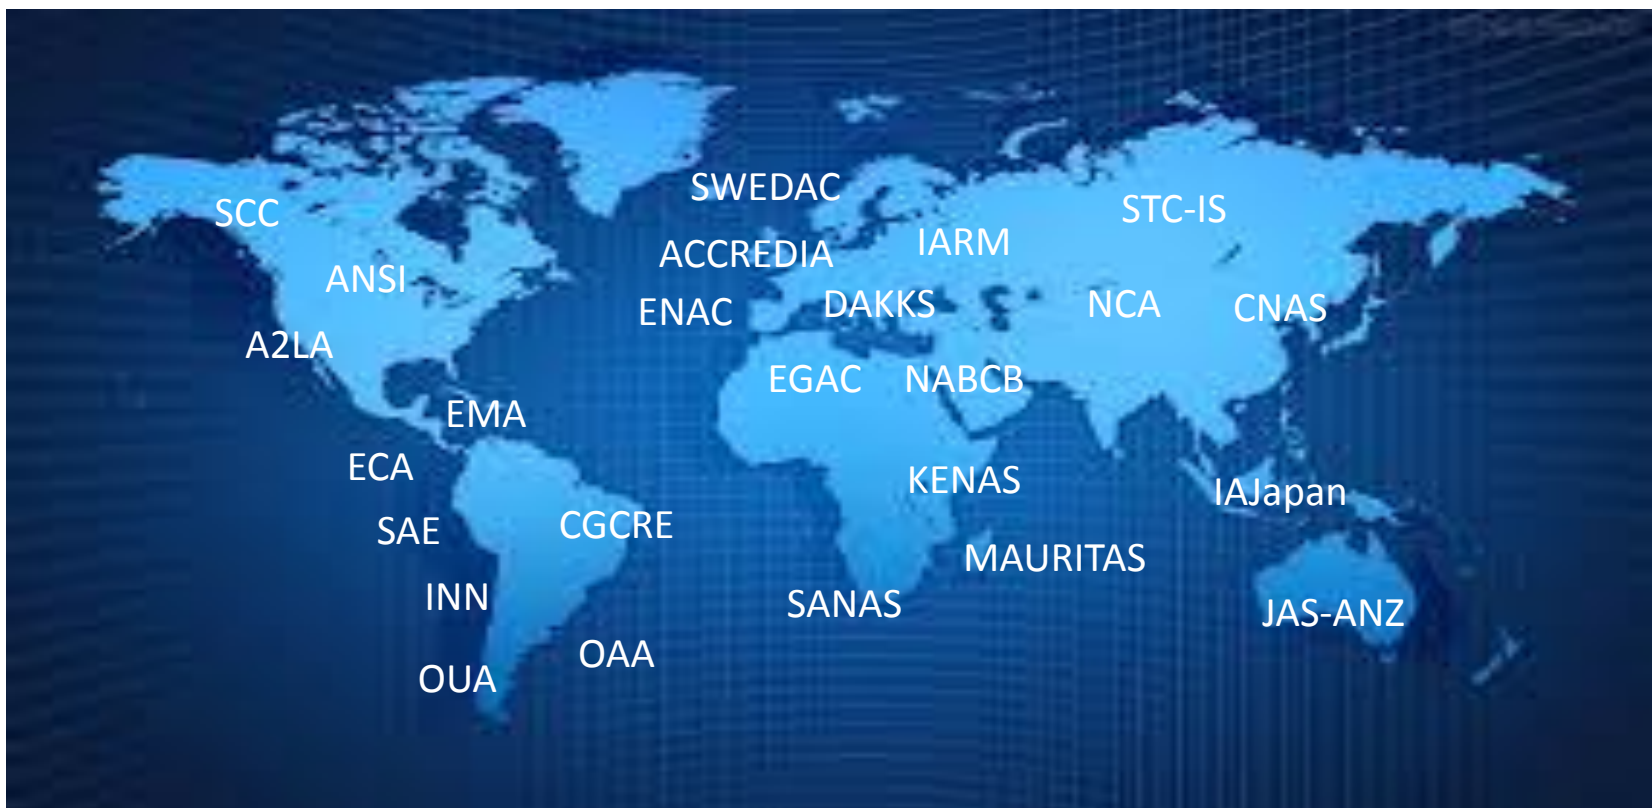 SWEDAC
SCC
STC-IS
IARM
ACCREDIA
ANSI
ENAC
DAKKS
NCA
CNAS
A2LA
EGAC
NABCB
EMA
ECA
KENAS
IAJapan
SAE
CGCRE
MAURITAS
INN
SANAS
JAS-ANZ
OAA
OUA